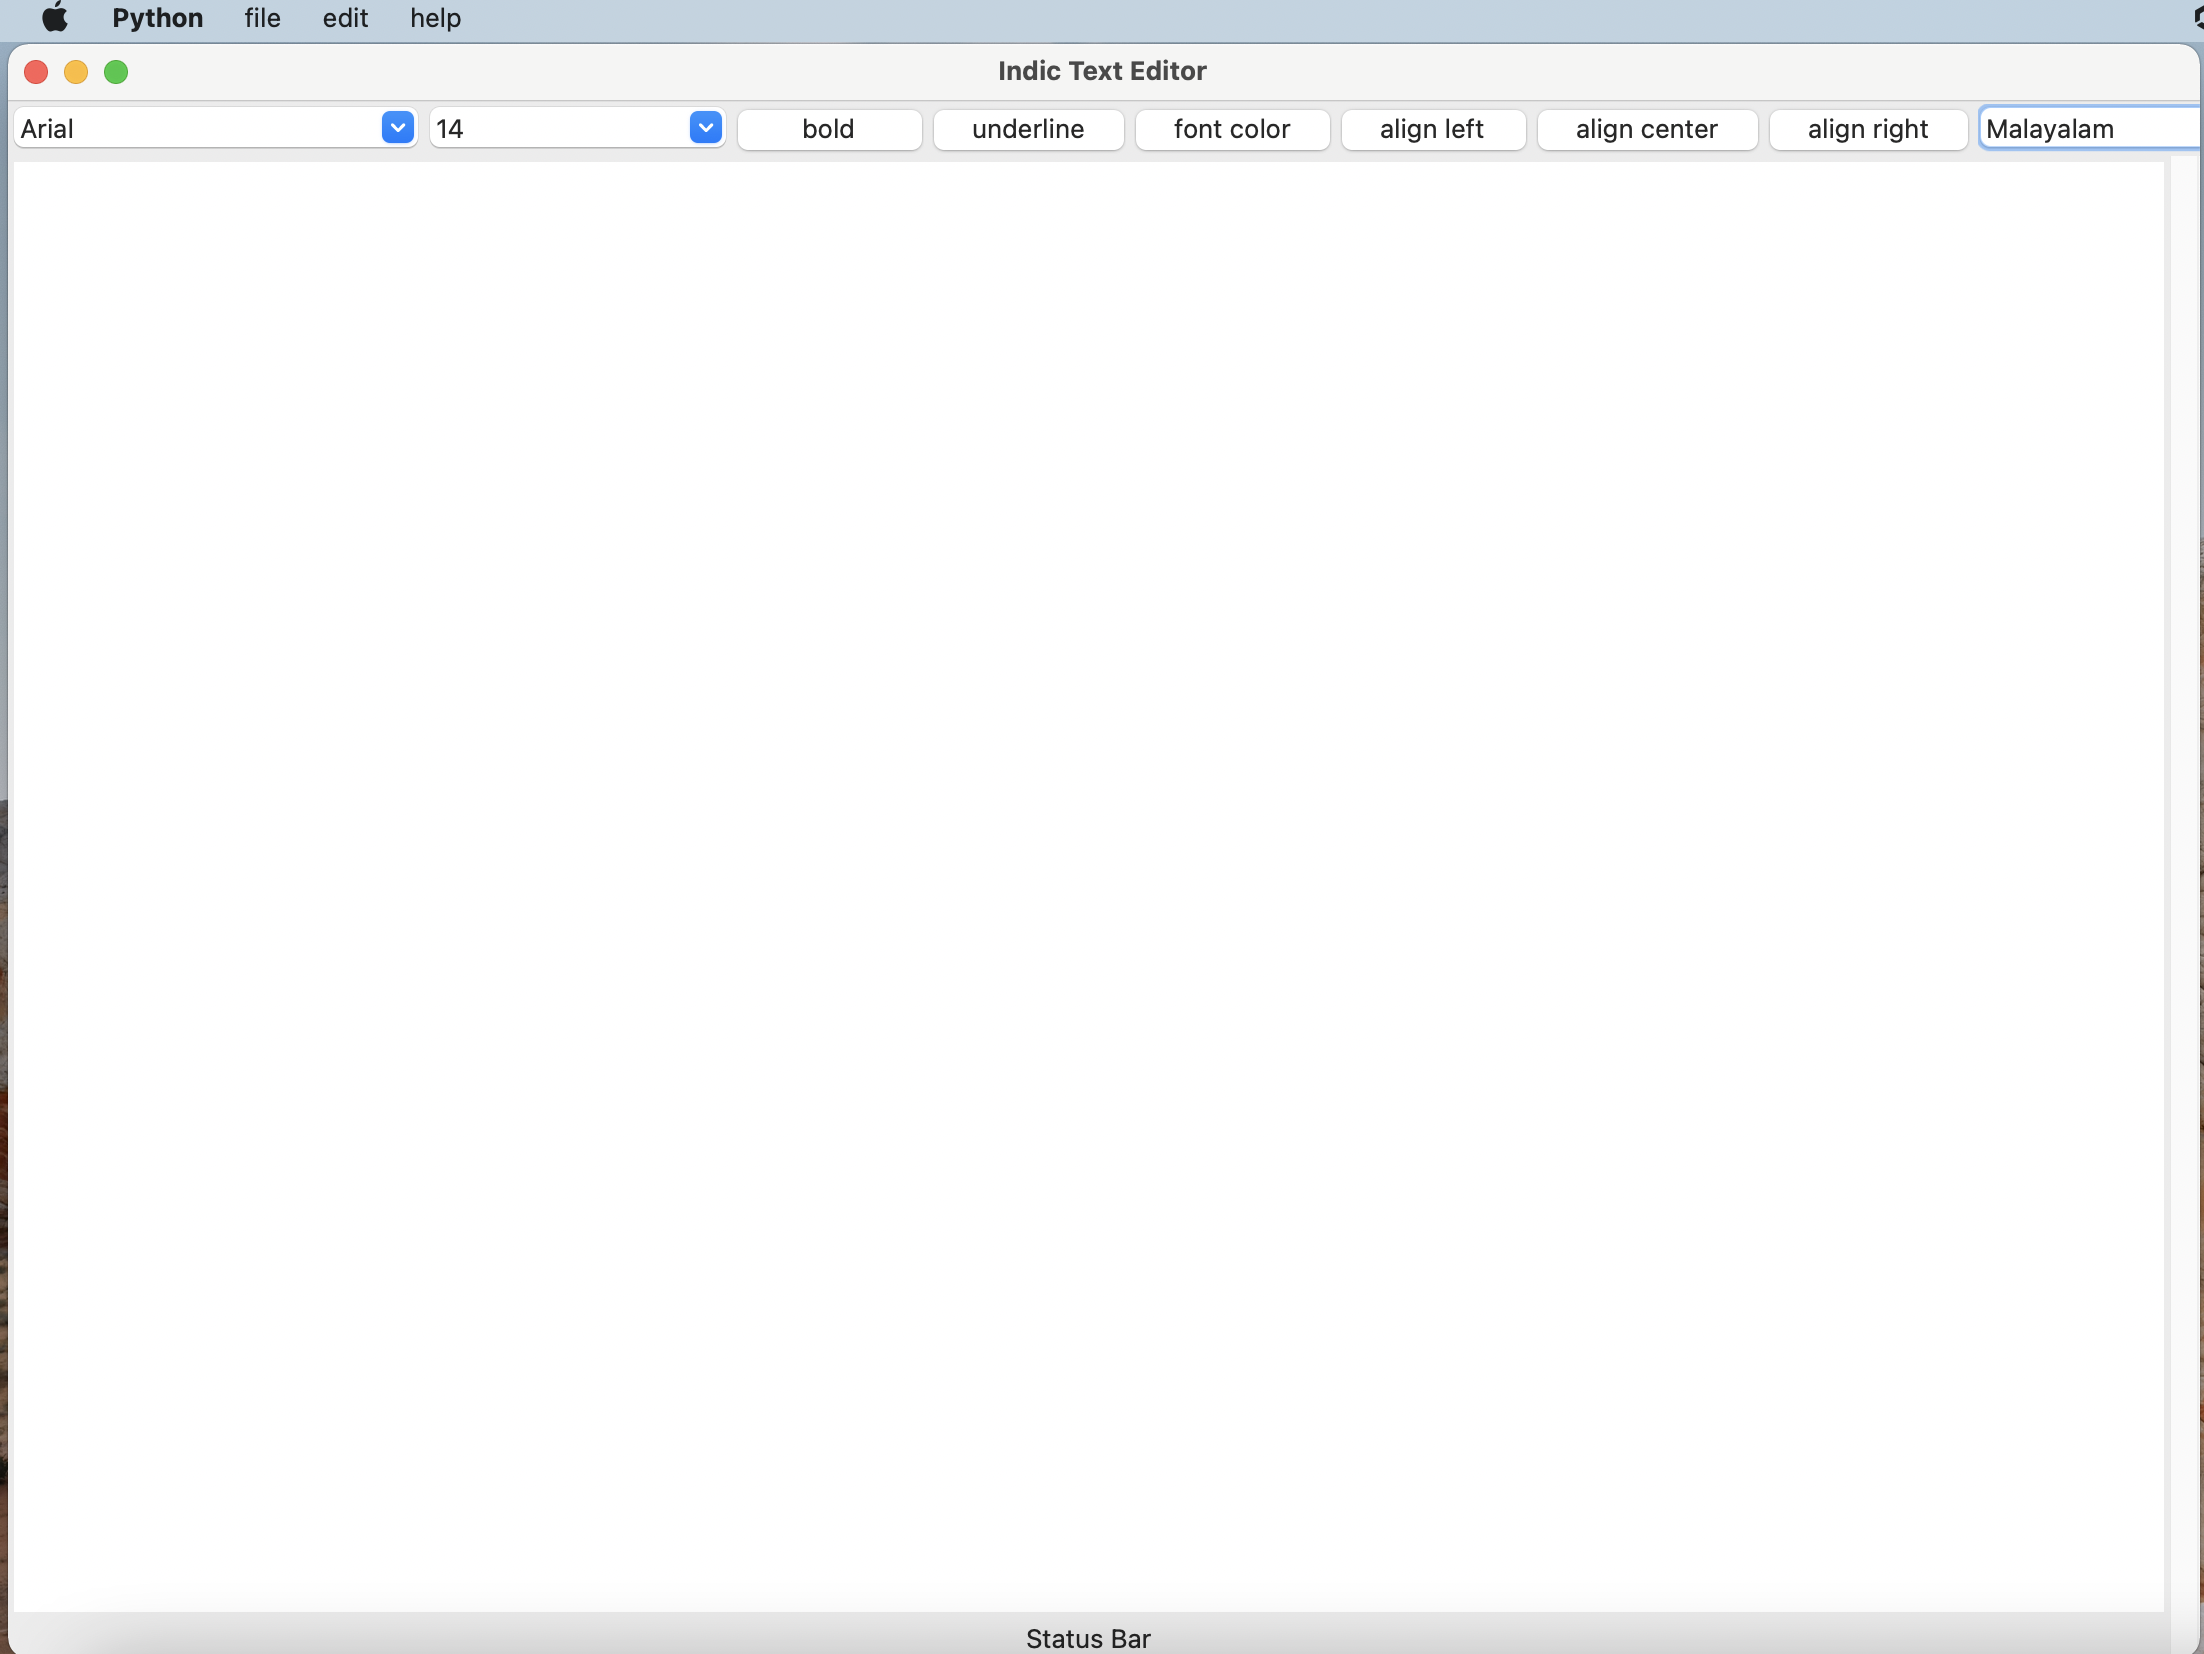 Python file edit help
Indic Text Editor
Arial 14 bold underline font color align left align center align right Malayalam
Status Bar